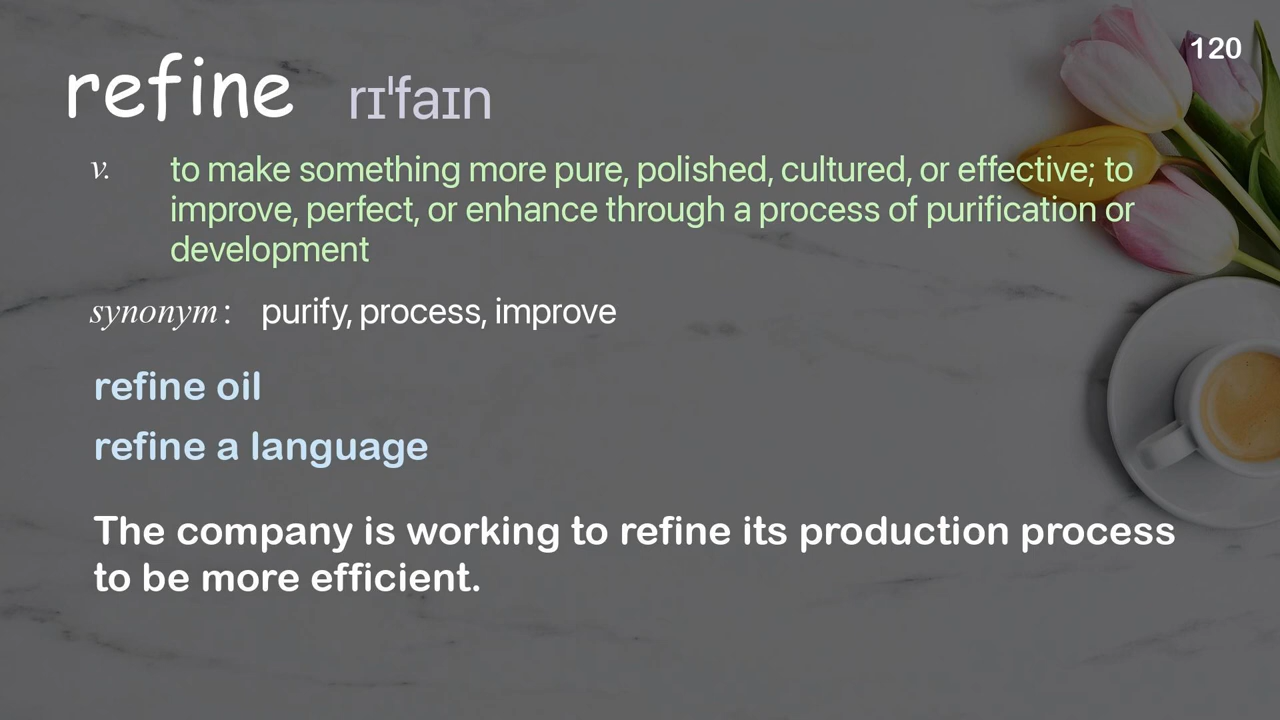 120
refine rɪˈfaɪn
v. to make something more pure, polished, cultured, or effective; to
improve, perfect, or enhance through a process of purification or
development
synonym: purify, process, improve
refine oil
refine a language
The company is working to refine its production process
to be more efficient.